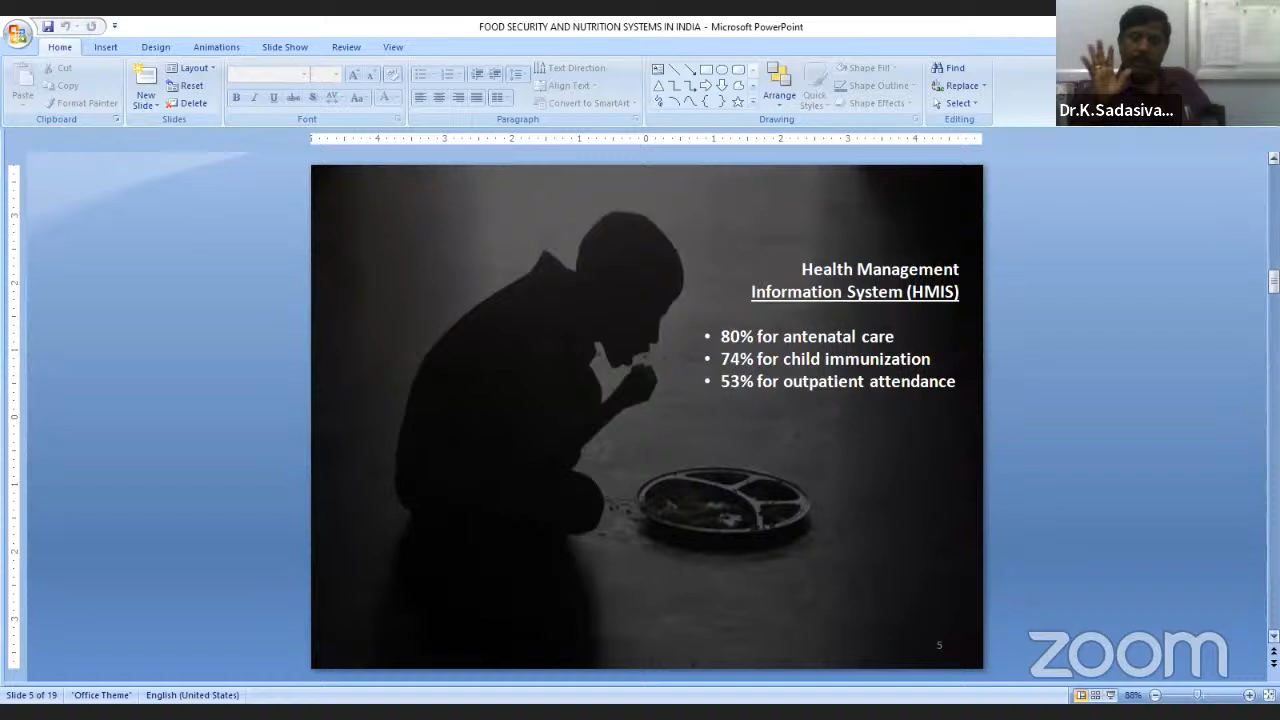 FOOD SECURITY AND NUTRITION SYSTEMS IN INDIA - Microsoft PowerPoint
Home Insert Design Animations Slide Show Review View
Paste
Cut
Copy
Format Painter
Clipboard
New
Slide
Layout
Reset
Delete
Slides
Font
Text Direction
Align Text
Convert to SmartArt
Paragraph
Arrange
Quick
Styles
Shape Fill
Shape Outline
Shape Effects
Drawing
Find
Replace
Select
Editing
Dr.K.Sadasiva...
Health Management
Information System (HMIS)
• 80% for antenatal care
• 74% for child immunization
• 53% for outpatient attendance
5
zoom
Slide 5 of 19 "Office Theme" English (United States) 88%